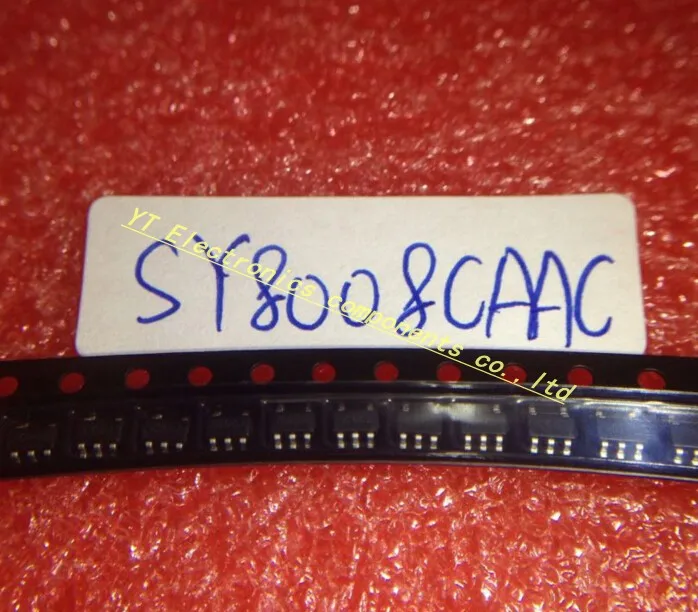 SY8008CAAC
YT Electronics components co., ltd